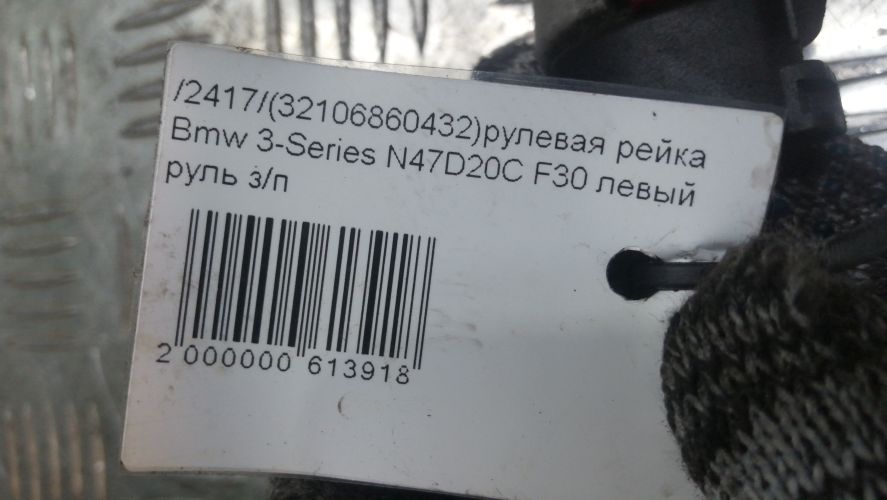 /2417/(32106860432)рулевая рейка
Bmw 3-Series N47D20C F30 левый
руль з/п
2 000000 613918